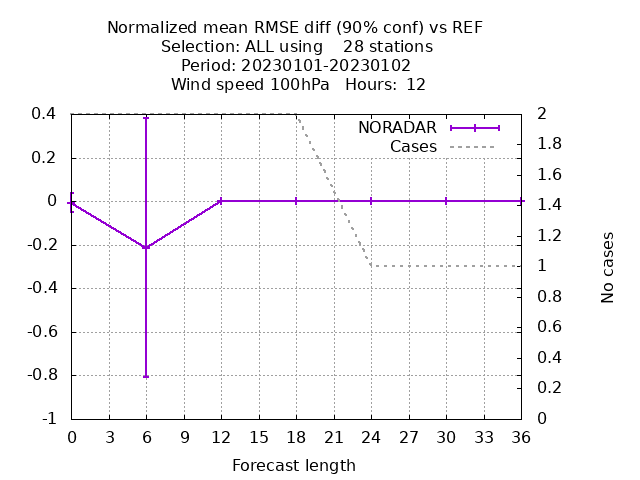 Normalized mean RMSE diff (90% conf) vs REF
Selection: ALL using    28 stations
Period: 20230101-20230102
Wind speed 100hPa   Hours:  12
NORADAR
Cases
0.4
0.2
0
-0.2
-0.4
-0.6
-0.8
-1
2
1.8
1.6
1.4
1.2
1
0.8
0.6
0.4
0.2
0
No cases
0 3 6 9 12 15 18 21 24 27 30 33 36
Forecast length